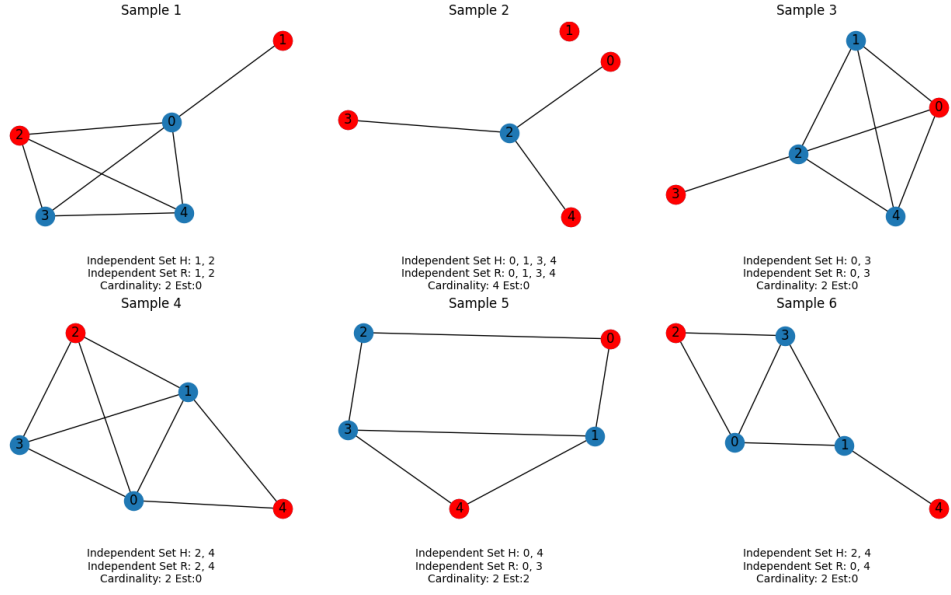 Sample 1
1
0
2
3
4
Independent Set H: 1, 2
Independent Set R: 1, 2
Cardinality: 2 Est:0
Sample 2
1
0
3
2
4
Independent Set H: 0, 1, 3, 4
Independent Set R: 0, 1, 3, 4
Cardinality: 4 Est:0
Sample 3
1
0
2
3
4
Independent Set H: 0, 3
Independent Set R: 0, 3
Cardinality: 2 Est:0
Sample 4
2
1
3
0
4
Independent Set H: 2, 4
Independent Set R: 2, 4
Cardinality: 2 Est:0
Sample 5
2
0
3
1
4
Independent Set H: 0, 4
Independent Set R: 0, 3
Cardinality: 2 Est:2
Sample 6
2
3
0
1
4
Independent Set H: 2, 4
Independent Set R: 0, 4
Cardinality: 2 Est:0